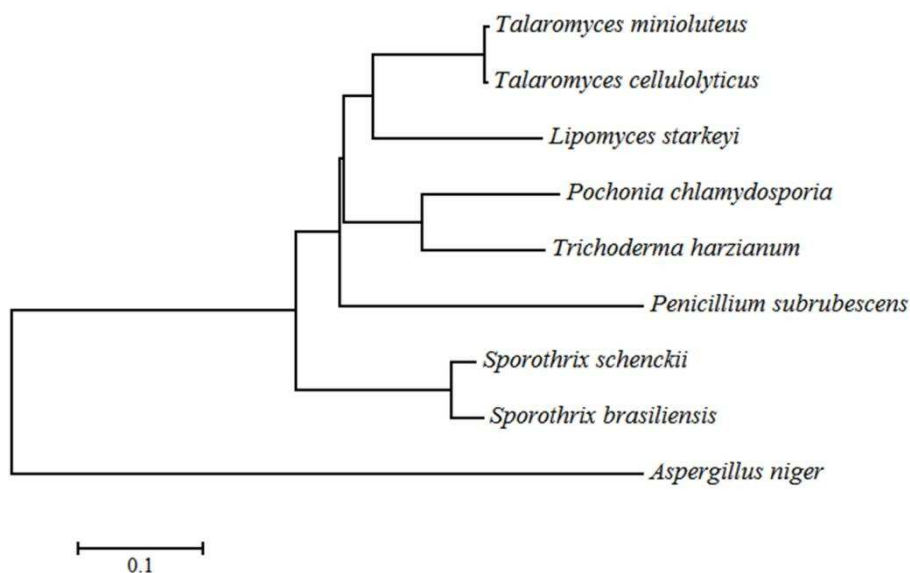 Talaromyces minioluteus
Talaromyces cellulolyticus
Lipomyces starkeyi
Pochonia chlamydosporia
Trichoderma harzianum
Penicillium subrubescens
Sporothrix schenckii
Sporothrix brasiliensis
Aspergillus niger
0.1